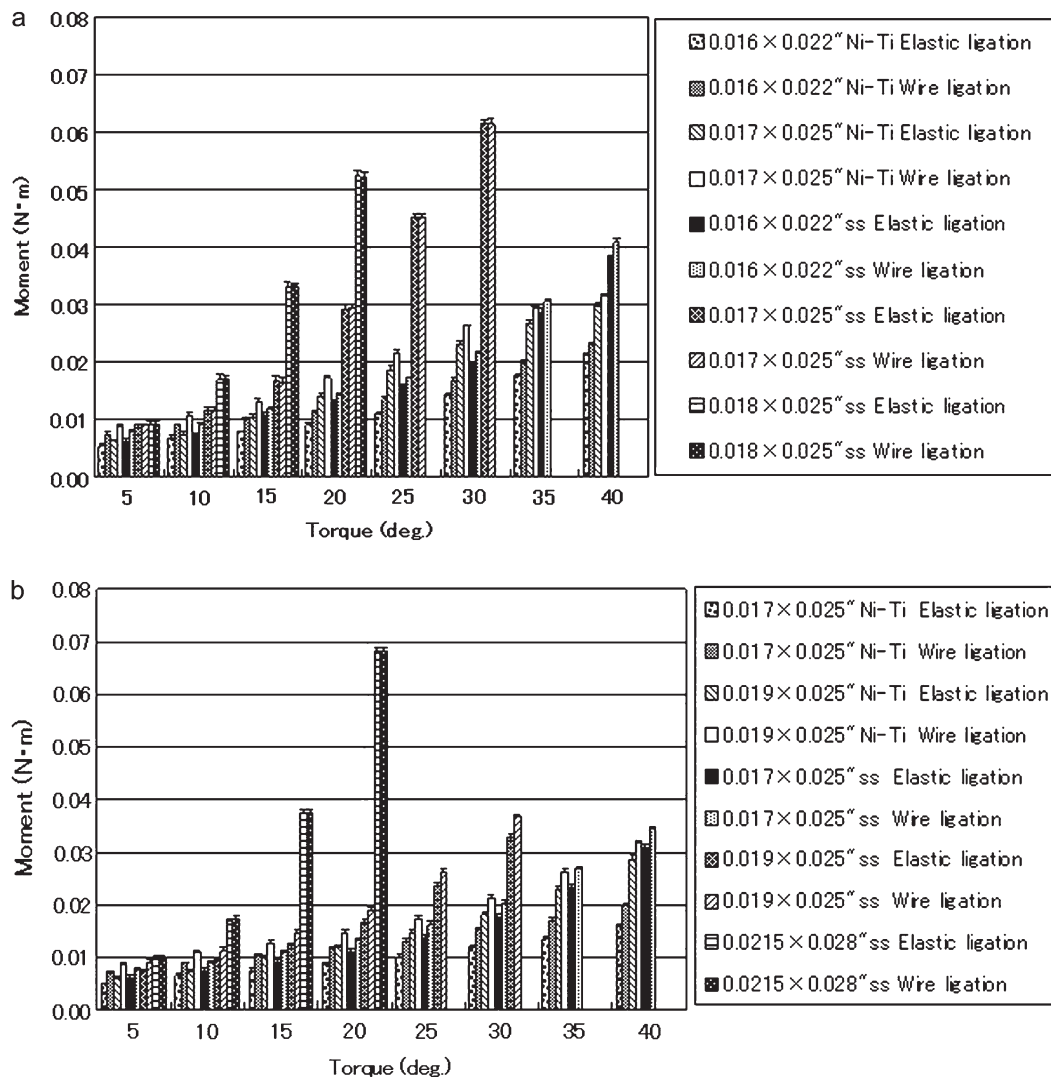 a
0.08
0.07
0.06
0.05
0.04
0.03
0.02
0.01
0.00
Moment (N·m)
5 10 15 20 25 30 35 40
Torque (deg.)
0.016×0.022″Ni-Ti Elastic ligation
0.016×0.022″Ni-Ti Wire ligation
0.017×0.025″Ni-Ti Elastic ligation
0.017×0.025″Ni-Ti Wire ligation
0.016×0.022″ss Elastic ligation
0.016×0.022″ss Wire ligation
0.017×0.025″ss Elastic ligation
0.017×0.025″ss Wire ligation
0.018×0.025″ss Elastic ligation
0.018×0.025″ss Wire ligation
b
0.08
0.07
0.06
0.05
0.04
0.03
0.02
0.01
0.00
Moment (N·m)
5 10 15 20 25 30 35 40
Torque (deg.)
0.017×0.025″Ni-Ti Elastic ligation
0.017×0.025″Ni-Ti Wire ligation
0.019×0.025″Ni-Ti Elastic ligation
0.019×0.025″Ni-Ti Wire ligation
0.017×0.025″ss Elastic ligation
0.017×0.025″ss Wire ligation
0.019×0.025″ss Elastic ligation
0.019×0.025″ss Wire ligation
0.0215×0.028″ss Elastic ligation
0.0215×0.028″ss Wire ligation